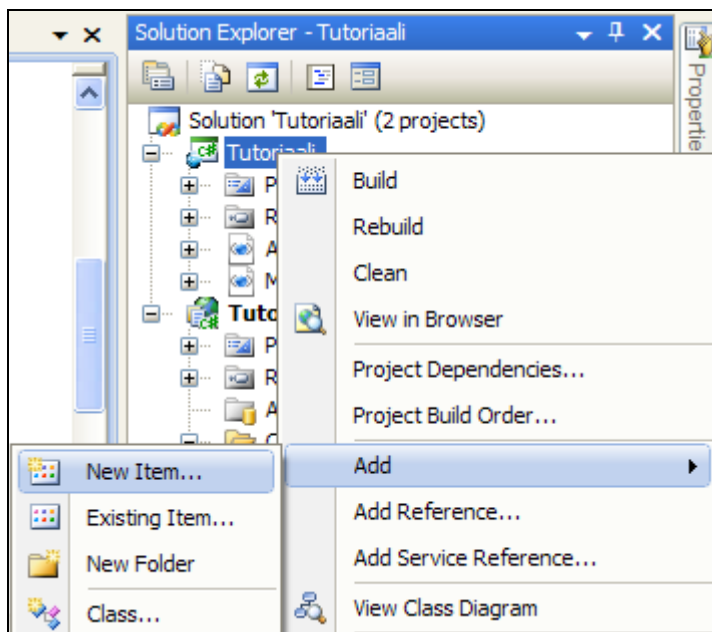 Solution Explorer - Tutoriaali
Solution 'Tutoriaali' (2 projects)
Tutoriaali
P
R
A
M
Tuto
P
R
A
Build
Rebuild
Clean
View in Browser
Project Dependencies...
Project Build Order...
Add
Add Reference...
Add Service Reference...
View Class Diagram
New Item...
Existing Item...
New Folder
Class...
Propertie